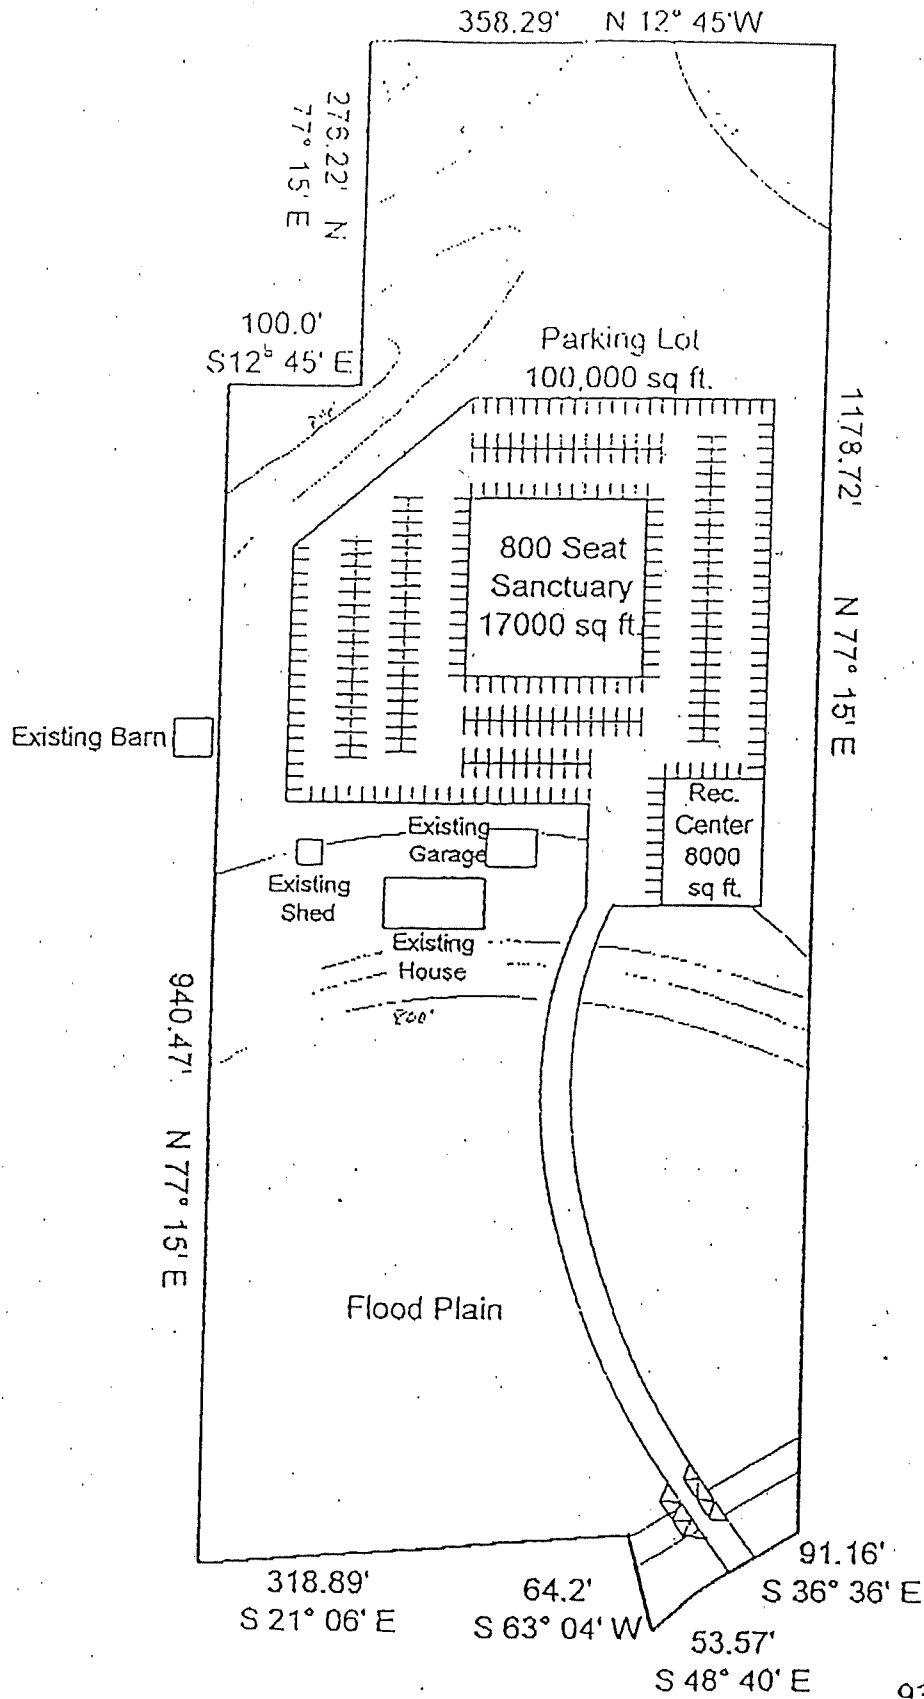 358.29' N 12° 45'W
276.22' N
77° 15' E
100.0'
S12° 45' E
Parking Lot
100,000 sq ft.
1178.72' N 77° 15' E
800 Seat
Sanctuary
17000 sq ft.
Existing Barn
Rec.
Center
8000
sq ft.
Existing
Garage
Existing
Shed
Existing
House
800'
940.47' N 77° 15' E
Flood Plain
318.89'
S 21° 06' E
64.2'
S 63° 04' W
91.16'
S 36° 36' E
53.57'
S 48° 40' E